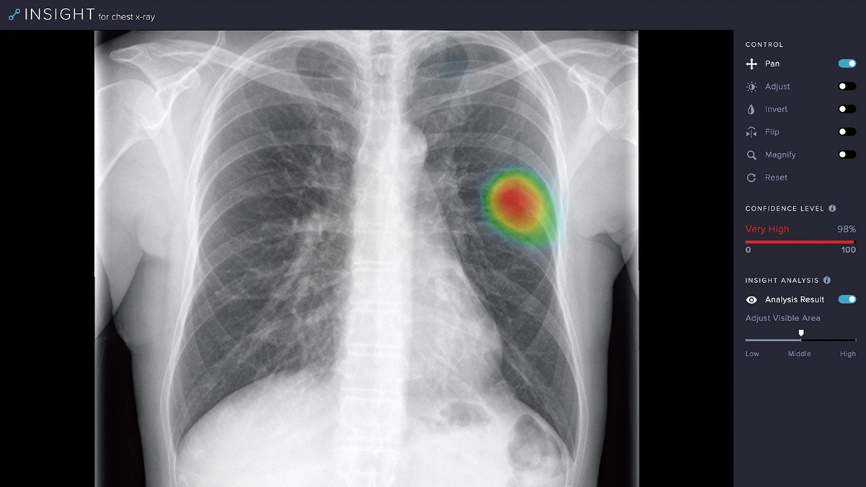 INSIGHT for chest x-ray
CONTROL
Pan
Adjust
Invert
Flip
Magnify
Reset
CONFIDENCE LEVEL i
Very High 98%
0 100
INSIGHT ANALYSIS i
Analysis Result
Adjust Visible Area
Low Middle High